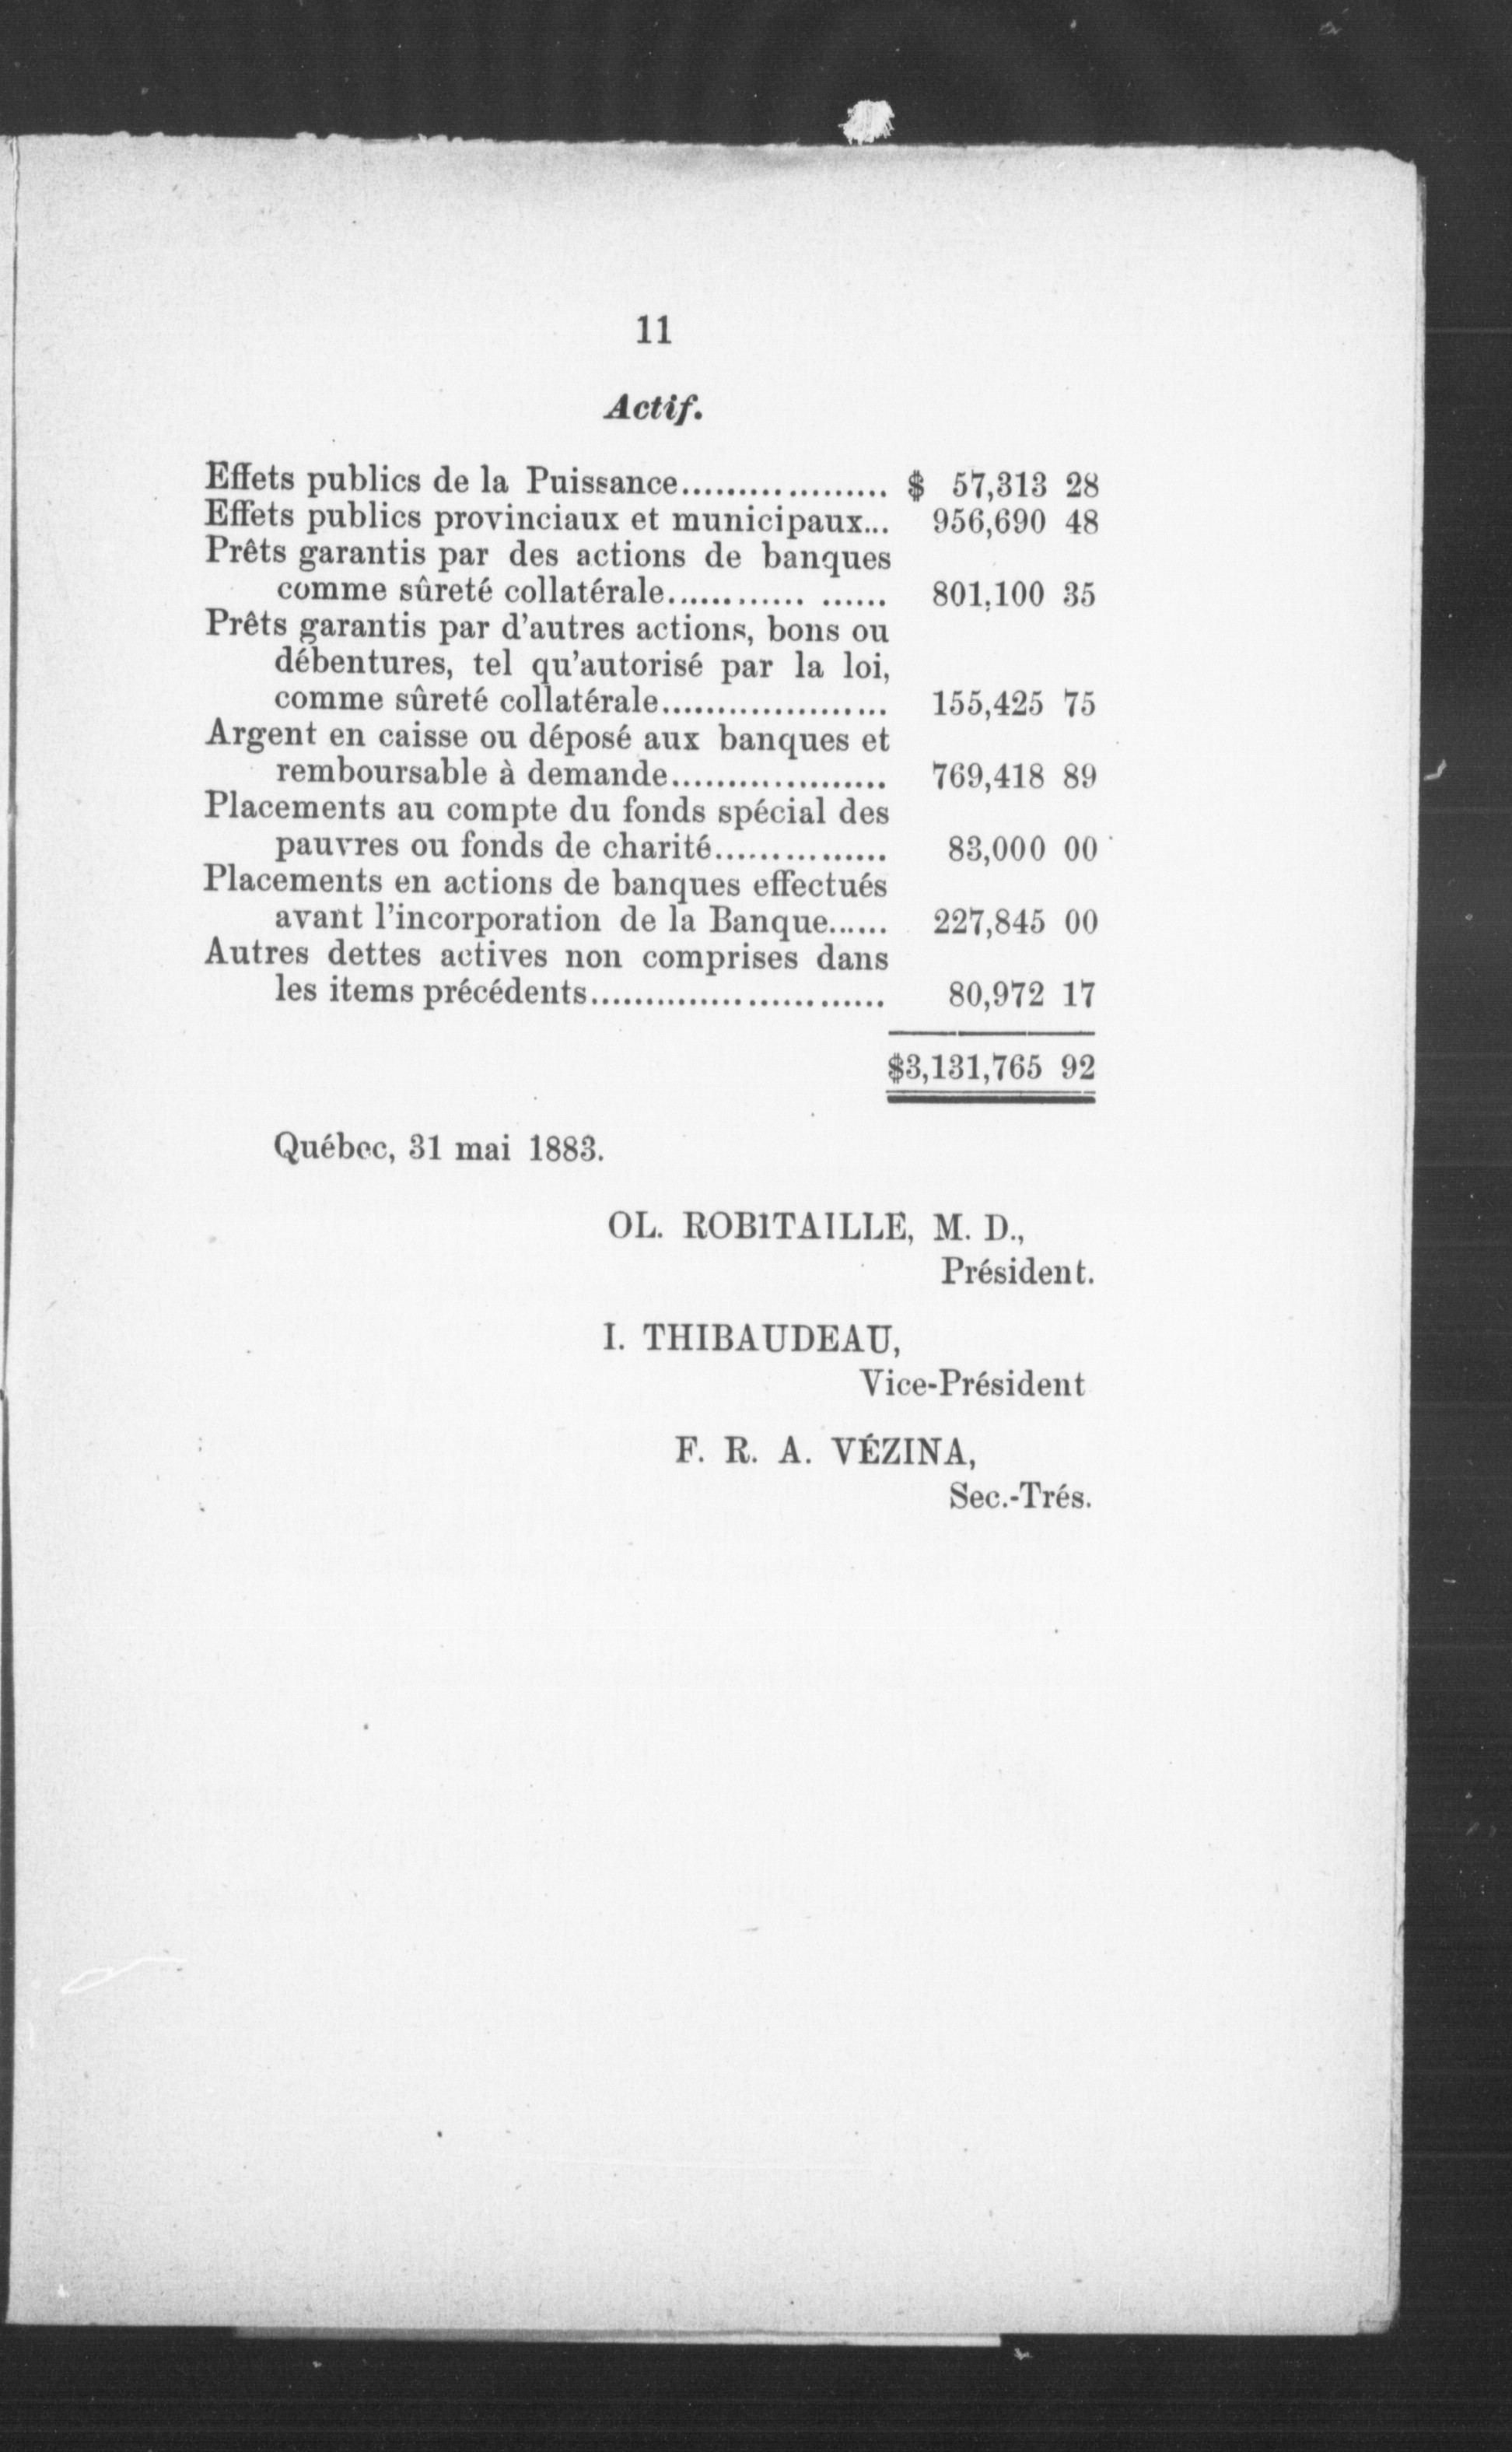 11
Actif.
Effets publics de la Puissance................... $ 57,313 28
Effets publics provinciaux et municipaux... 956,690 48
Prêts garantis par des actions de banques
comme sûreté collatérale............ ...... 801,100 35
Prêts garantis par d'autres actions, bons ou
débentures, tel qu'autorisé par la loi,
comme sûreté collatérale..................... 155,425 75
Argent en caisse ou déposé aux banques et
remboursable à demande.................... 769,418 89
Placements au compte du fonds spécial des
pauvres ou fonds de charité................ 83,000 00
Placements en actions de banques effectués
avant l'incorporation de la Banque...... 227,845 00
Autres dettes actives non comprises dans
les items précédents........................... 80,972 17
$3,131,765 92
Québec, 31 mai 1883.
OL. ROBITAILLE, M. D.,
Président.
I. THIBAUDEAU,
Vice-Président
F. R. A. VÉZINA,
Sec.-Trés.